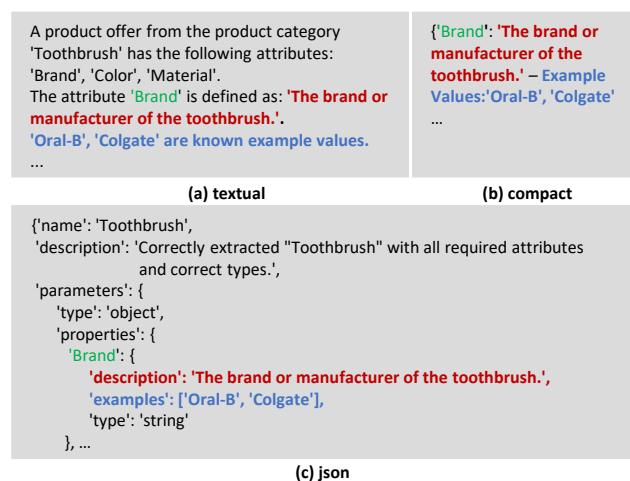 A product offer from the product category
'Toothbrush' has the following attributes:
'Brand', 'Color', 'Material'.
The attribute 'Brand' is defined as: 'The brand or
manufacturer of the toothbrush.'.
'Oral-B', 'Colgate' are known example values.
...
(a) textual
{'Brand': 'The brand or
manufacturer of the
toothbrush.' – Example
Values:'Oral-B', 'Colgate'
...
(b) compact
{'name': 'Toothbrush',
'description': 'Correctly extracted "Toothbrush" with all required attributes
and correct types.',
'parameters': {
'type': 'object',
'properties': {
'Brand': {
'description': 'The brand or manufacturer of the toothbrush.',
'examples': ['Oral-B', 'Colgate'],
'type': 'string'
}, ...
(c) json